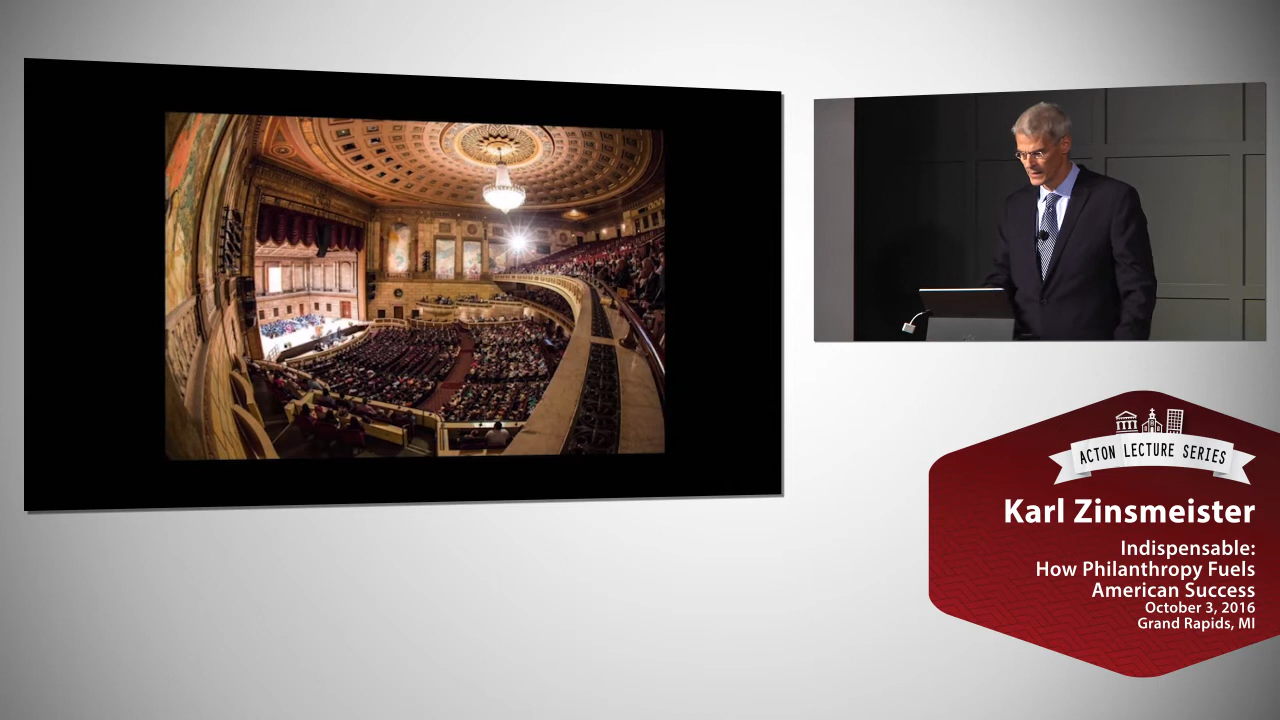 ACTON LECTURE SERIES
Karl Zinsmeister
Indispensable:
How Philanthropy Fuels
American Success
October 3, 2016
Grand Rapids, MI